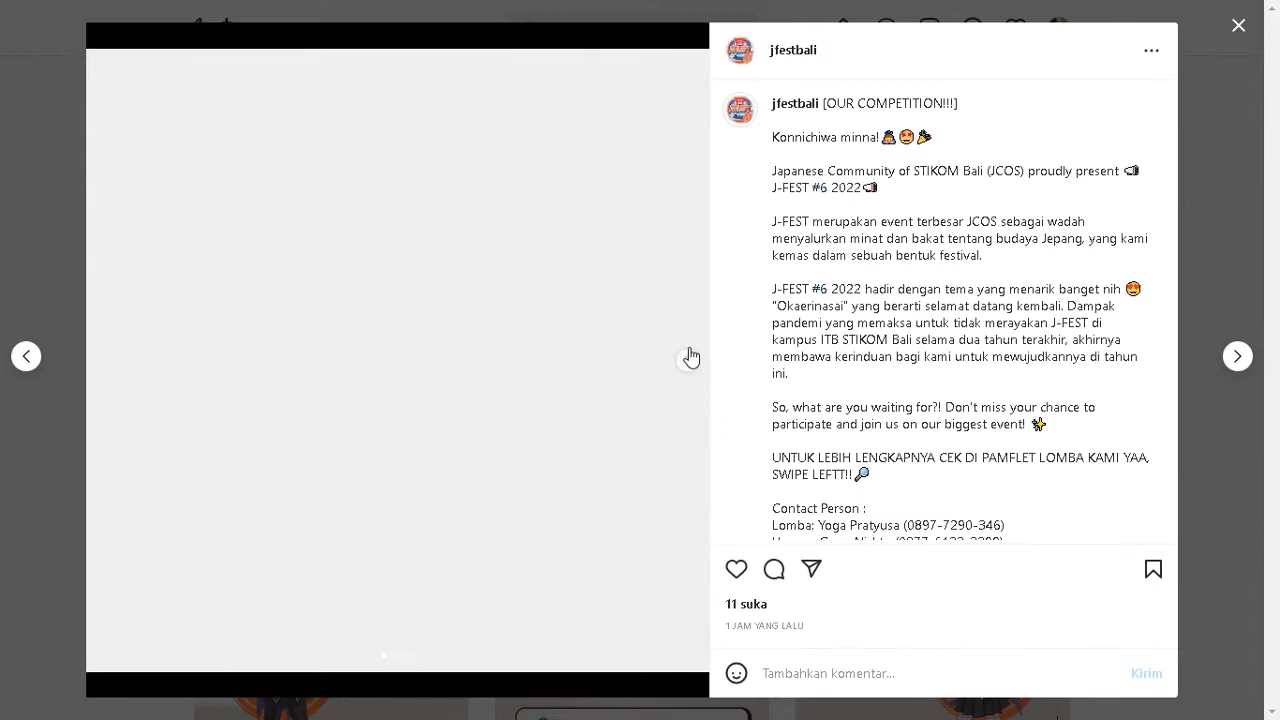 jfestbali
jfestbali [OUR COMPETITION!!!]
Konnichiwa minna!🙇😍🎉
Japanese Community of STIKOM Bali (JCOS) proudly present 📢
J-FEST #6 2022📢
J-FEST merupakan event terbesar JCOS sebagai wadah
menyalurkan minat dan bakat tentang budaya Jepang, yang kami
kemas dalam sebuah bentuk festival.
J-FEST #6 2022 hadir dengan tema yang menarik banget nih 😍
"Okaerinasai" yang berarti selamat datang kembali. Dampak
pandemi yang memaksa untuk tidak merayakan J-FEST di
kampus ITB STIKOM Bali selama dua tahun terakhir, akhirnya
membawa kerinduan bagi kami untuk mewujudkannya di tahun
ini.
So, what are you waiting for?! Don't miss your chance to
participate and join us on our biggest event! ✨
UNTUK LEBIH LENGKAPNYA CEK DI PAMFLET LOMBA KAMI YAA,
SWIPE LEFTT!!🔎
Contact Person :
Lomba: Yoga Pratyusa (0897-7290-346)
11 suka
1 JAM YANG LALU
Tambahkan komentar...
Kirim